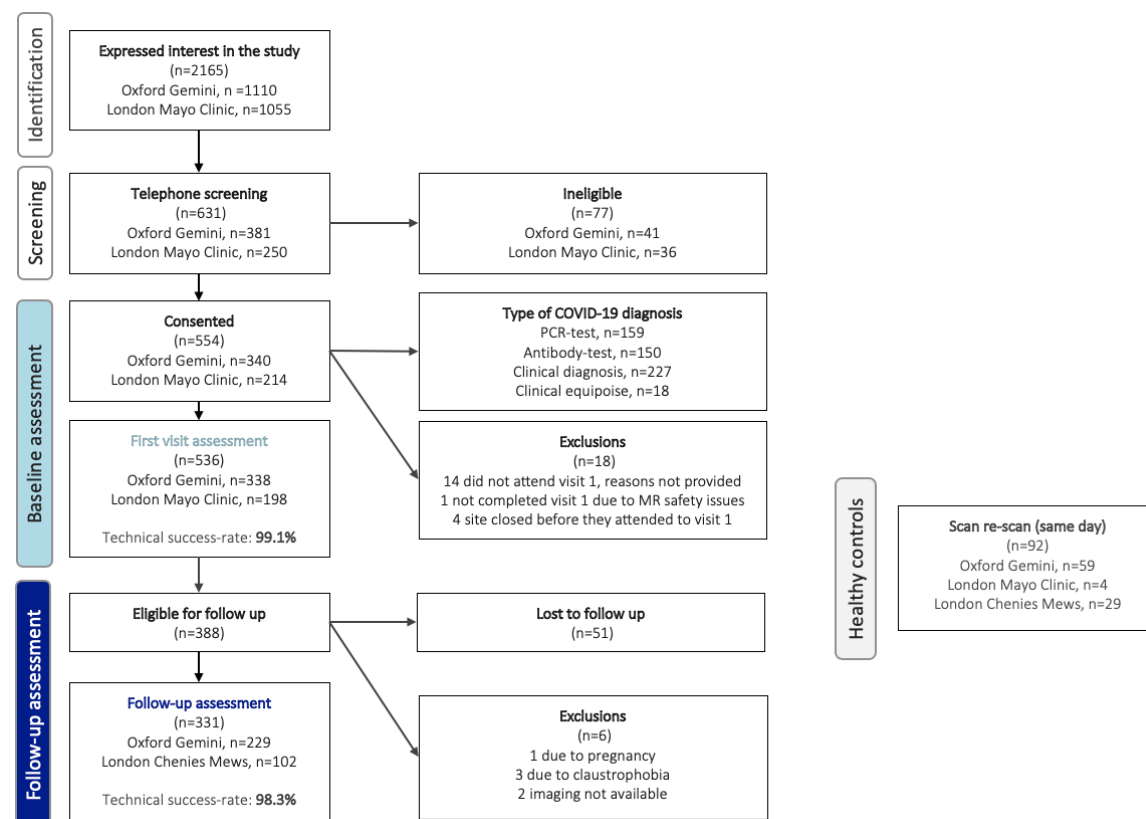 Identification
Expressed interest in the study
(n=2165)
Oxford Gemini, n =1110
London Mayo Clinic, n=1055
Screening
Telephone screening
(n=631)
Oxford Gemini, n=381
London Mayo Clinic, n=250
Ineligible
(n=77)
Oxford Gemini, n=41
London Mayo Clinic, n=36
Baseline assessment
Consented
(n=554)
Oxford Gemini, n=340
London Mayo Clinic, n=214
Type of COVID-19 diagnosis
PCR-test, n=159
Antibody-test, n=150
Clinical diagnosis, n=227
Clinical equipoise, n=18
First visit assessment
(n=536)
Oxford Gemini, n=338
London Mayo Clinic, n=198
Technical success-rate: 99.1%
Exclusions
(n=18)
14 did not attend visit 1, reasons not provided
1 not completed visit 1 due to MR safety issues
4 site closed before they attended to visit 1
Follow-up assessment
Eligible for follow up
(n=388)
Lost to follow up
(n=51)
Follow-up assessment
(n=331)
Oxford Gemini, n=229
London Chenies Mews, n=102
Technical success-rate: 98.3%
Exclusions
(n=6)
1 due to pregnancy
3 due to claustrophobia
2 imaging not available
Healthy controls
Scan re-scan (same day)
(n=92)
Oxford Gemini, n=59
London Mayo Clinic, n=4
London Chenies Mews, n=29